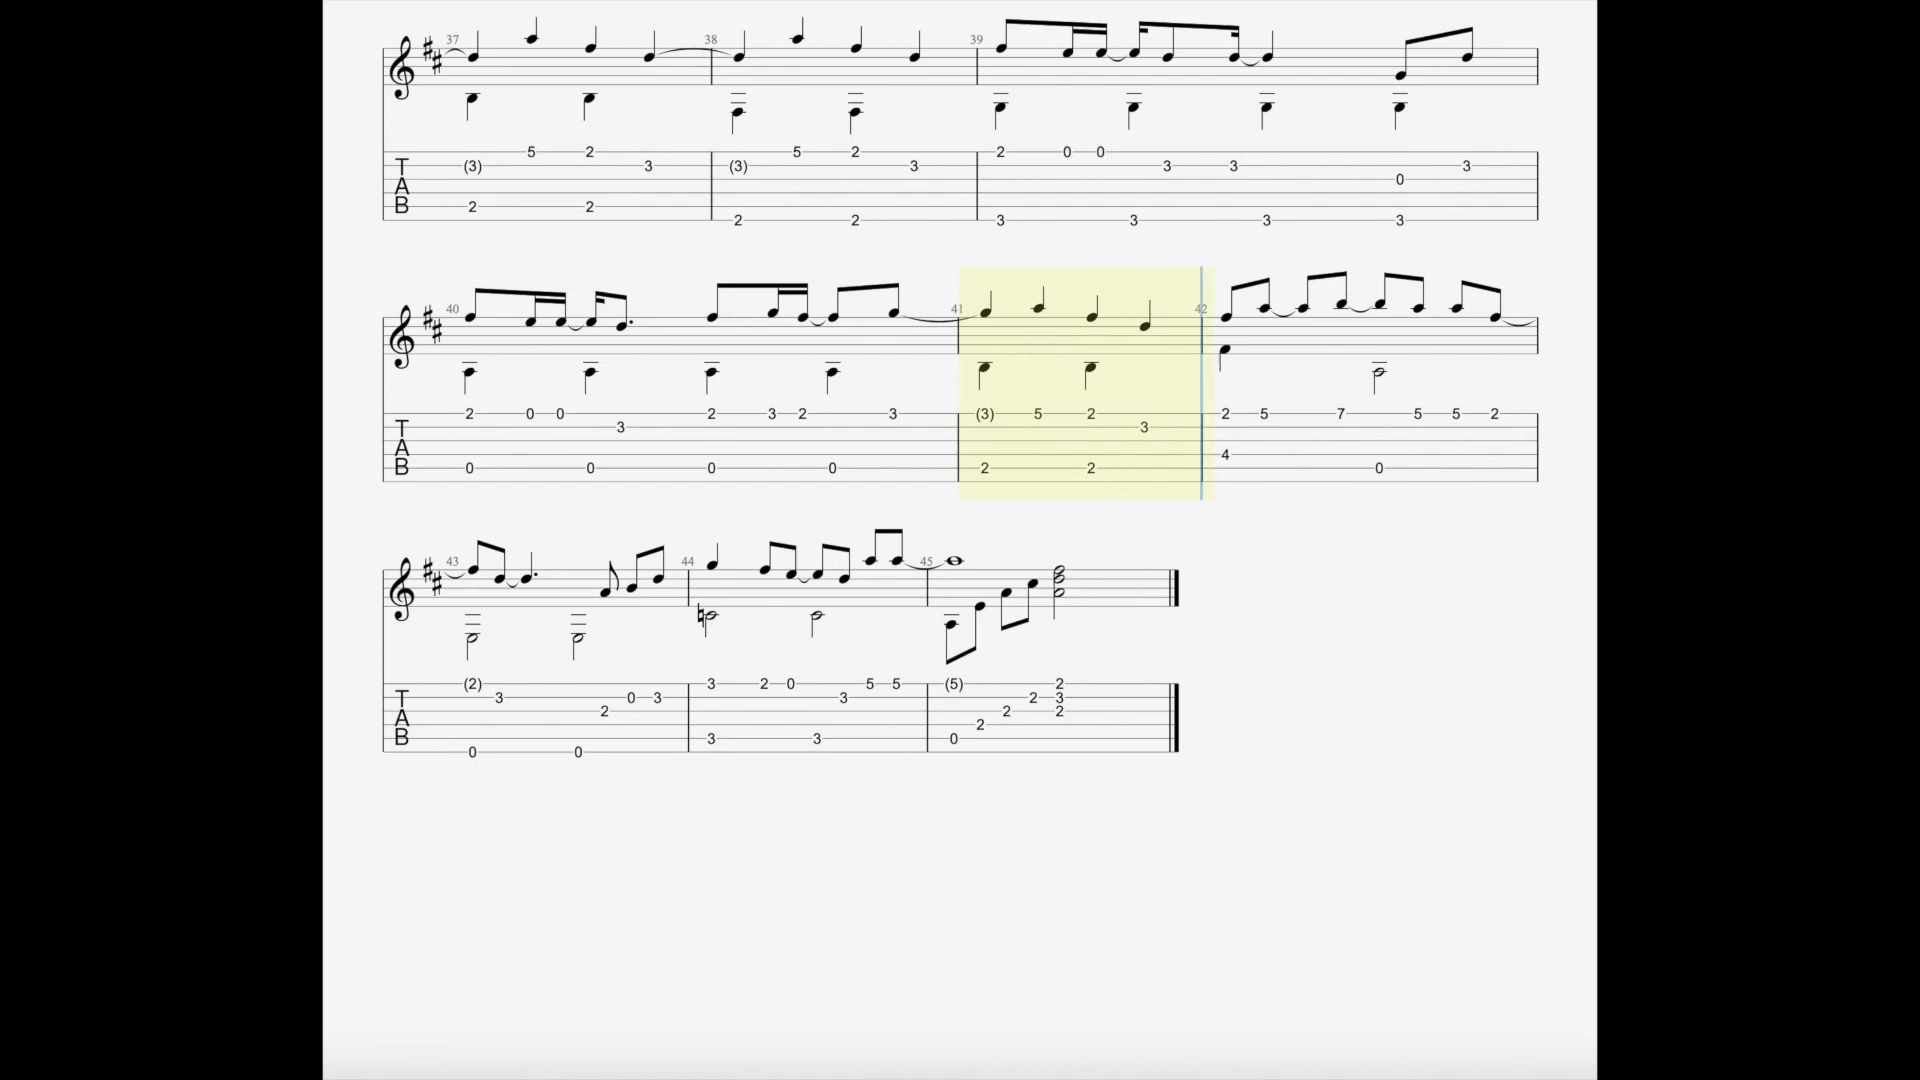 37 38 39
5 2 5 2 2 0 0
T (3) 3 (3) 3 3 3 3
A 0
B 2 2
2 2 3 3 3 3
40 41 42
2 0 0 2 3 2 3 (3) 5 2 2 5 7 5 5 2
T 3 3
A 4
B 0 0 0 0 2 2 0
43 44 45
(2) 3 2 0 5 5 (5) 2
T 3 0 3 3 2 3
A 2 2 2
2
B 3 3 0
0 0